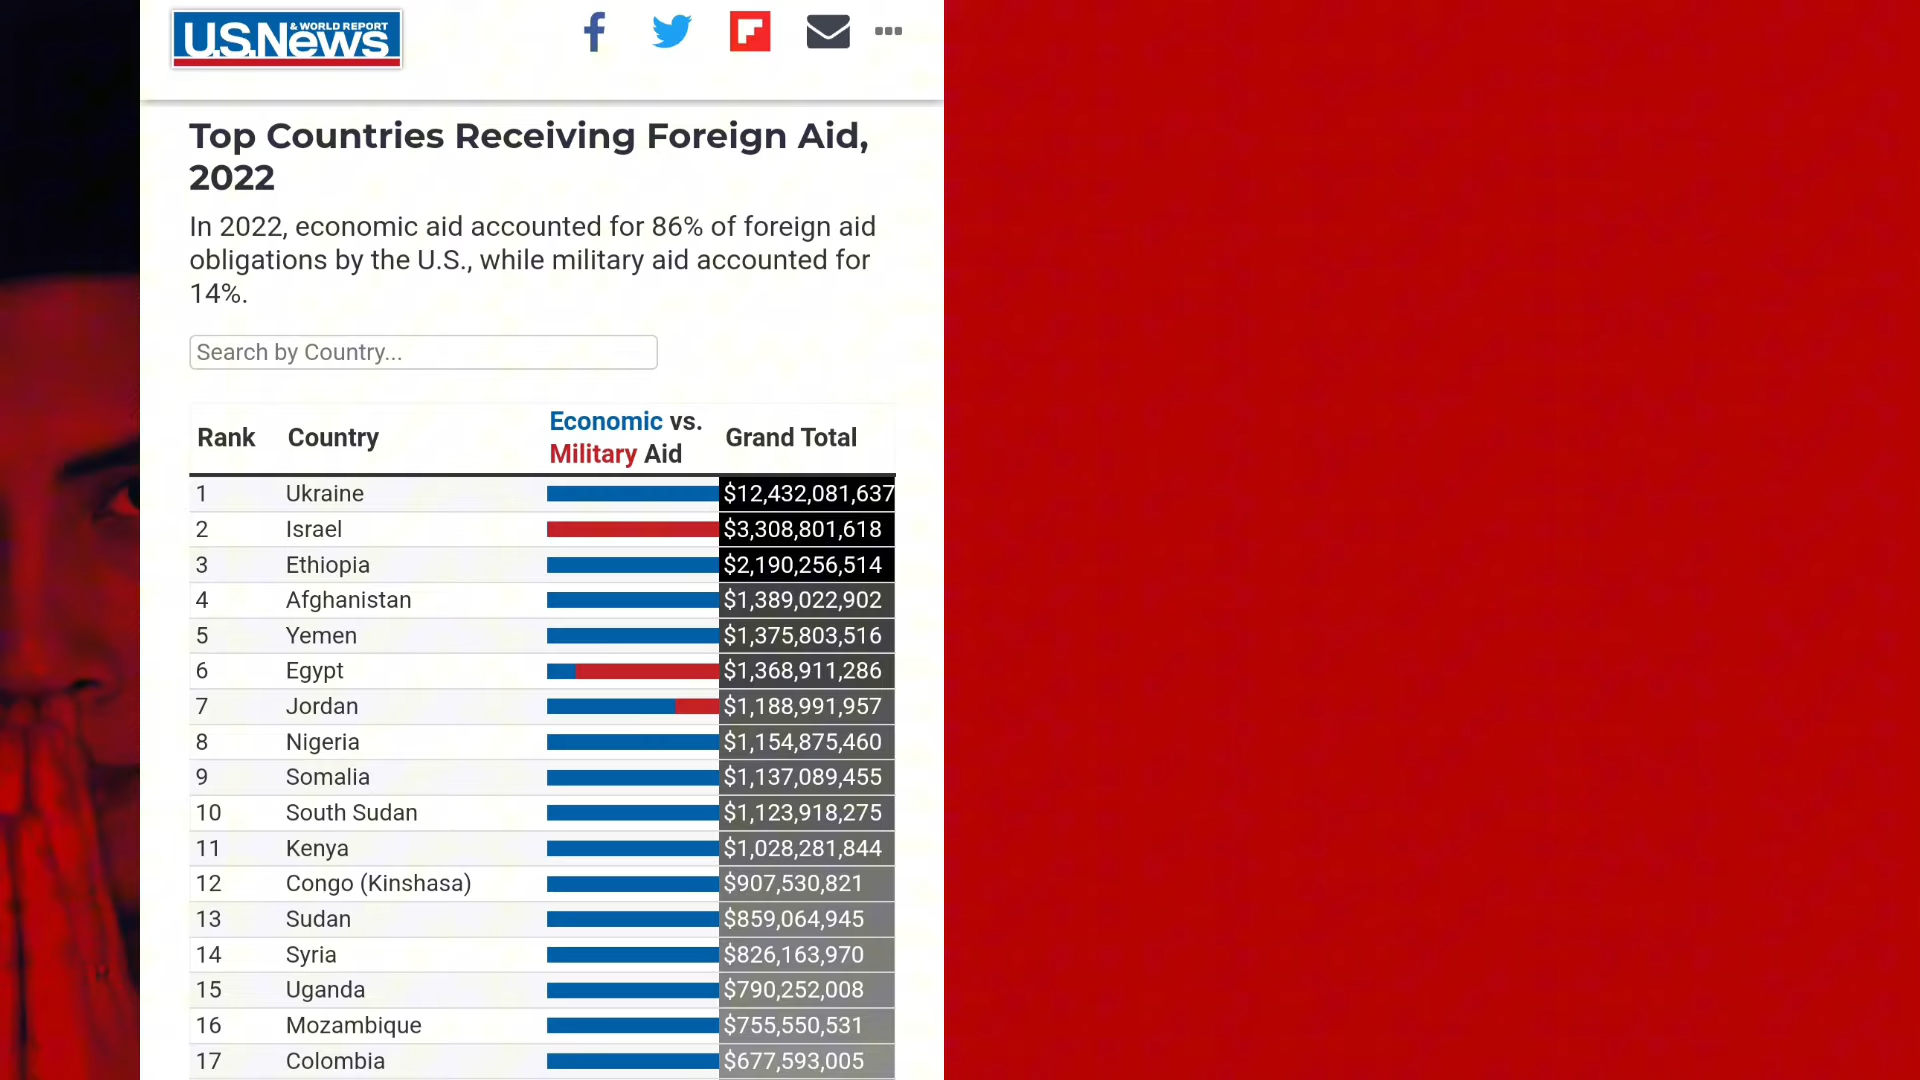 U.S.News & WORLD REPORT
Top Countries Receiving Foreign Aid,
2022
In 2022, economic aid accounted for 86% of foreign aid
obligations by the U.S., while military aid accounted for
14%.
Search by Country...
Rank Country Economic vs. Military Aid Grand Total
1 Ukraine $12,432,081,637
2 Israel $3,308,801,618
3 Ethiopia $2,190,256,514
4 Afghanistan $1,389,022,902
5 Yemen $1,375,803,516
6 Egypt $1,368,911,286
7 Jordan $1,188,991,957
8 Nigeria $1,154,875,460
9 Somalia $1,137,089,455
10 South Sudan $1,123,918,275
11 Kenya $1,028,281,844
12 Congo (Kinshasa) $907,530,821
13 Sudan $859,064,945
14 Syria $826,163,970
15 Uganda $790,252,008
16 Mozambique $755,550,531
17 Colombia $677,593,005